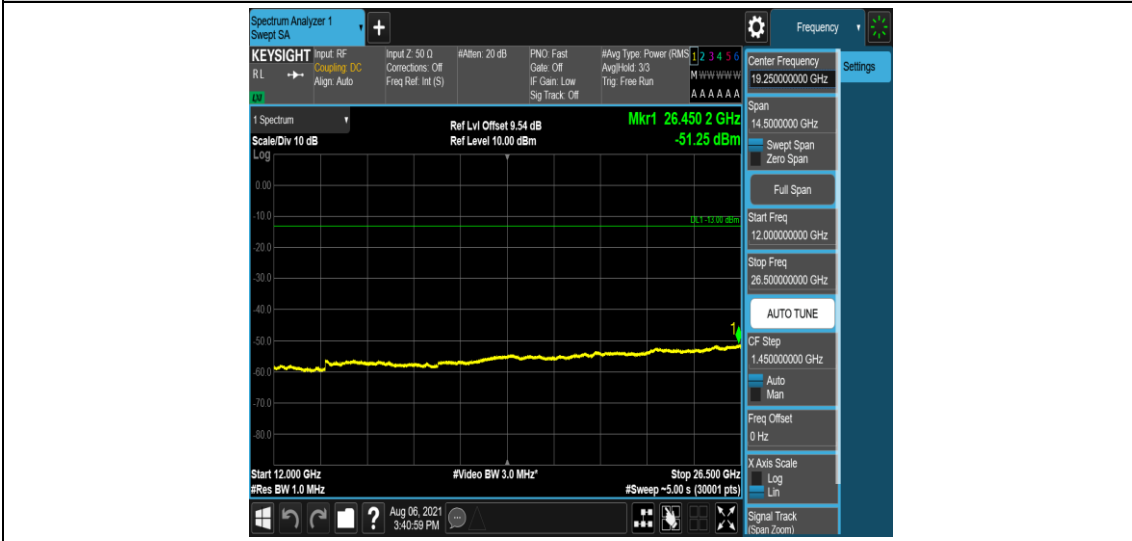 Spectrum Analyzer 1
Swept SA
Frequency
KEYSIGHT
RL
Input: RF
Coupling: DC
Align: Auto
Input Z: 50 Ω
Corrections: Off
Freq Ref: Int (S)
#Atten: 20 dB
PNO: Fast
Gate: Off
IF Gain: Low
Sig Track: Off
#Avg Type: Power (RMS
Avg|Hold: 3/3
Trig: Free Run
1 2 3 4 5 6
M W W W W W
A A A A A A
1 Spectrum
Scale/Div 10 dB
Ref Lvl Offset 9.54 dB
Ref Level 10.00 dBm
Mkr1 26.450 2 GHz
-51.25 dBm
Log
0.00
-10.0
-20.0
-30.0
-40.0
-50.0
-60.0
-70.0
-80.0
DL1 -13.00 dBm
1
Start 12.000 GHz
#Res BW 1.0 MHz
#Video BW 3.0 MHz*
Stop 26.500 GHz
#Sweep ~5.00 s (30001 pts)
?
Aug 06, 2021
3:40:59 PM
Center Frequency
19.250000000 GHz
Settings
Span
14.5000000 GHz
Swept Span
Zero Span
Full Span
Start Freq
12.000000000 GHz
Stop Freq
26.500000000 GHz
AUTO TUNE
CF Step
1.450000000 GHz
Auto
Man
Freq Offset
0 Hz
X Axis Scale
Log
Lin
Signal Track
(Span Zoom)